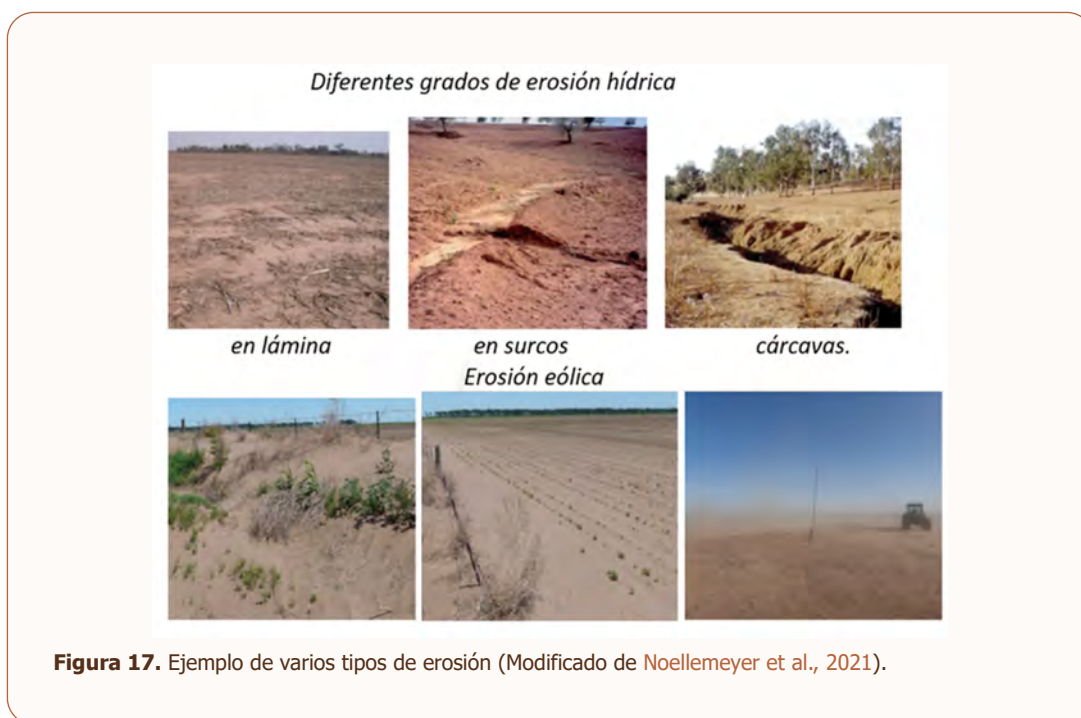 Diferentes grados de erosión hídrica
en lámina
en surcos
cárcavas.
Erosión eólica
Figura 17. Ejemplo de varios tipos de erosión (Modificado de Noellemeyer et al., 2021).